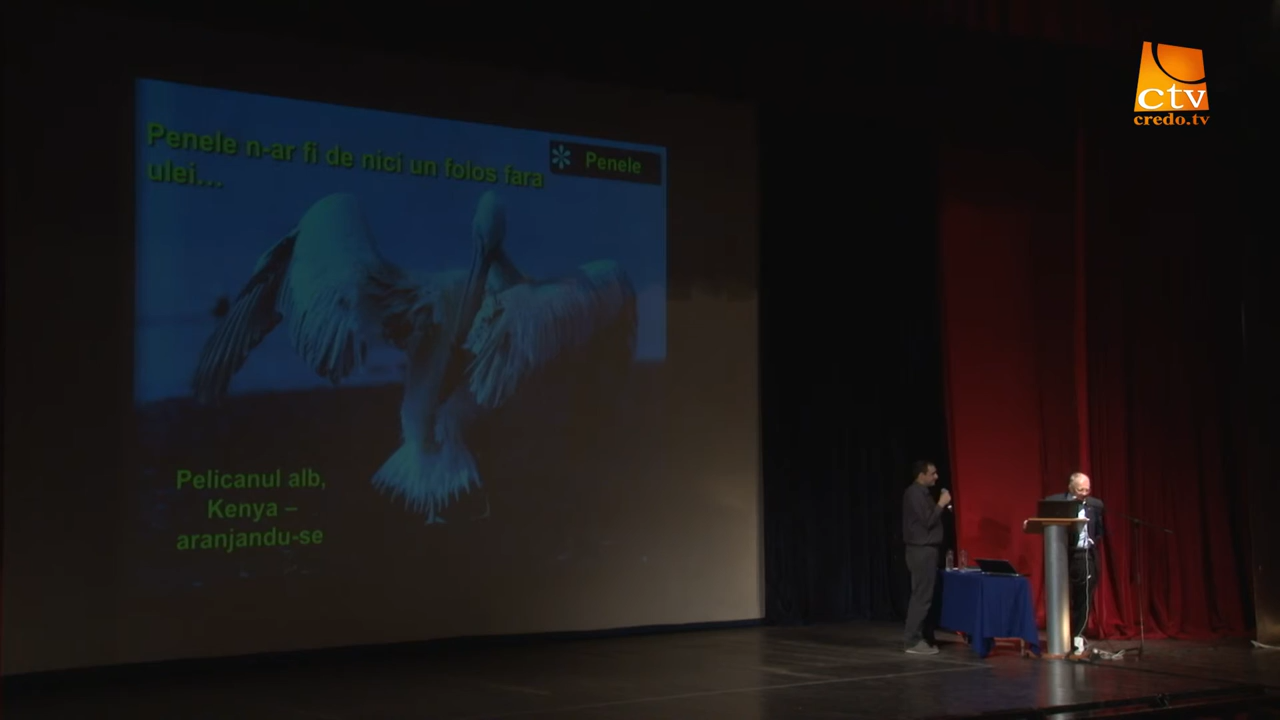 Penele n-ar fi de nici un folos fara
ulei...
Penele
Pelicanul alb,
Kenya –
aranjandu-se
ctv
credo.tv